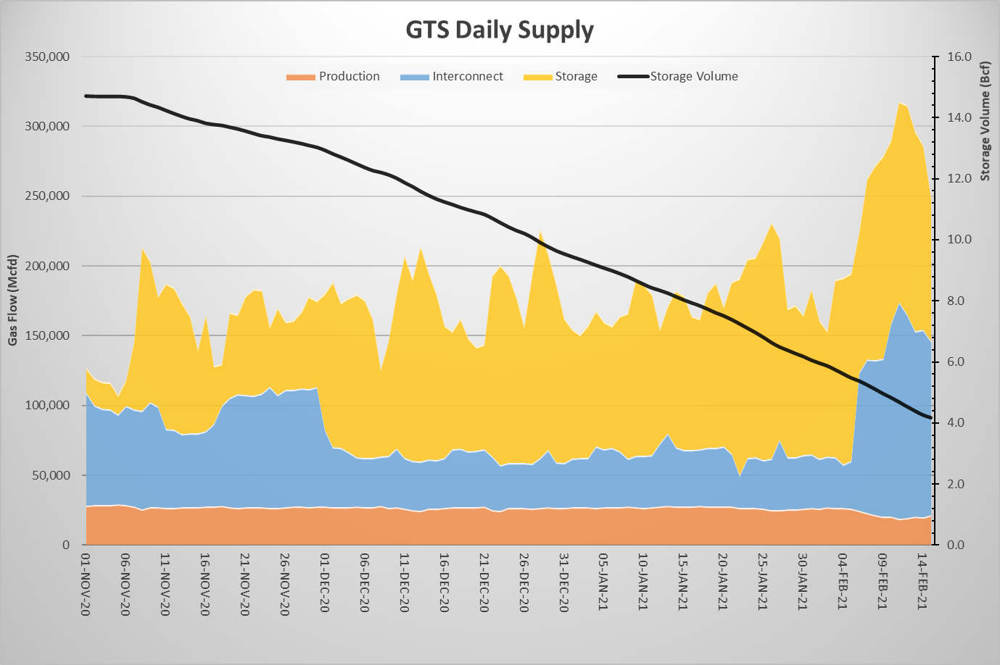 GTS Daily Supply
Production Interconnect Storage Storage Volume
Gas Flow (Mcfd)
350,000
300,000
250,000
200,000
150,000
100,000
50,000
0
16.0
14.0
12.0
10.0
8.0
6.0
4.0
2.0
0.0
Storage Volume (Bcf)
01-NOV-20
06-NOV-20
11-NOV-20
16-NOV-20
21-NOV-20
26-NOV-20
01-DEC-20
06-DEC-20
11-DEC-20
16-DEC-20
21-DEC-20
26-DEC-20
31-DEC-20
05-JAN-21
10-JAN-21
15-JAN-21
20-JAN-21
25-JAN-21
30-JAN-21
04-FEB-21
09-FEB-21
14-FEB-21